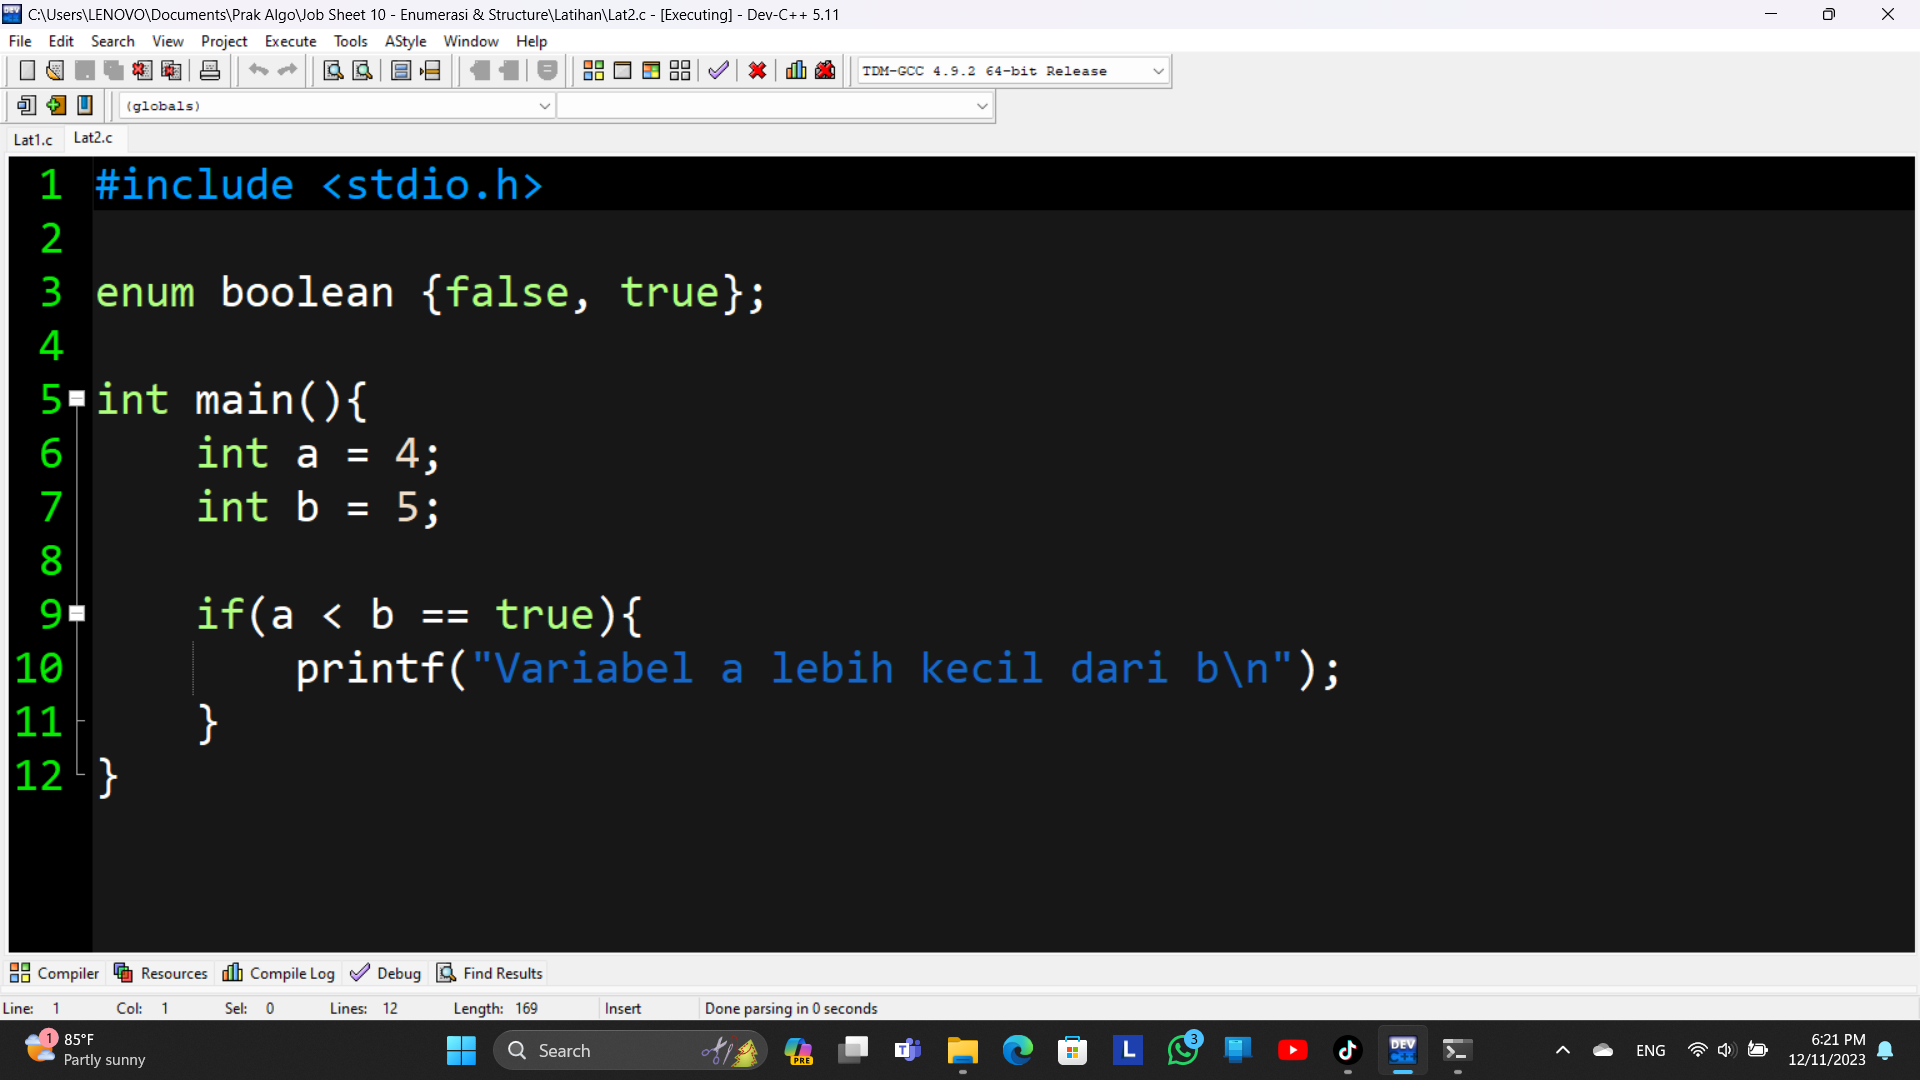 C:\Users\LENOVO\Documents\Prak Algo\Job Sheet 10 - Enumerasi & Structure\Latihan\Lat2.c - [Executing] - Dev-C++ 5.11
File Edit Search View Project Execute Tools AStyle Window Help
TDM-GCC 4.9.2 64-bit Release
(globals)
Lat1.c Lat2.c
1 #include <stdio.h>
2
3 enum boolean {false, true};
4
5 int main(){
6 int a = 4;
7 int b = 5;
8
9 if(a < b == true){
10 printf("Variabel a lebih kecil dari b\n");
11 }
12 }
Compiler Resources Compile Log Debug Find Results
Line: 1 Col: 1 Sel: 0 Lines: 12 Length: 169 Insert Done parsing in 0 seconds
1 85°F
Partly sunny
Search
PRE
T
L
3
DEV
C++
ENG
6:21 PM
12/11/2023